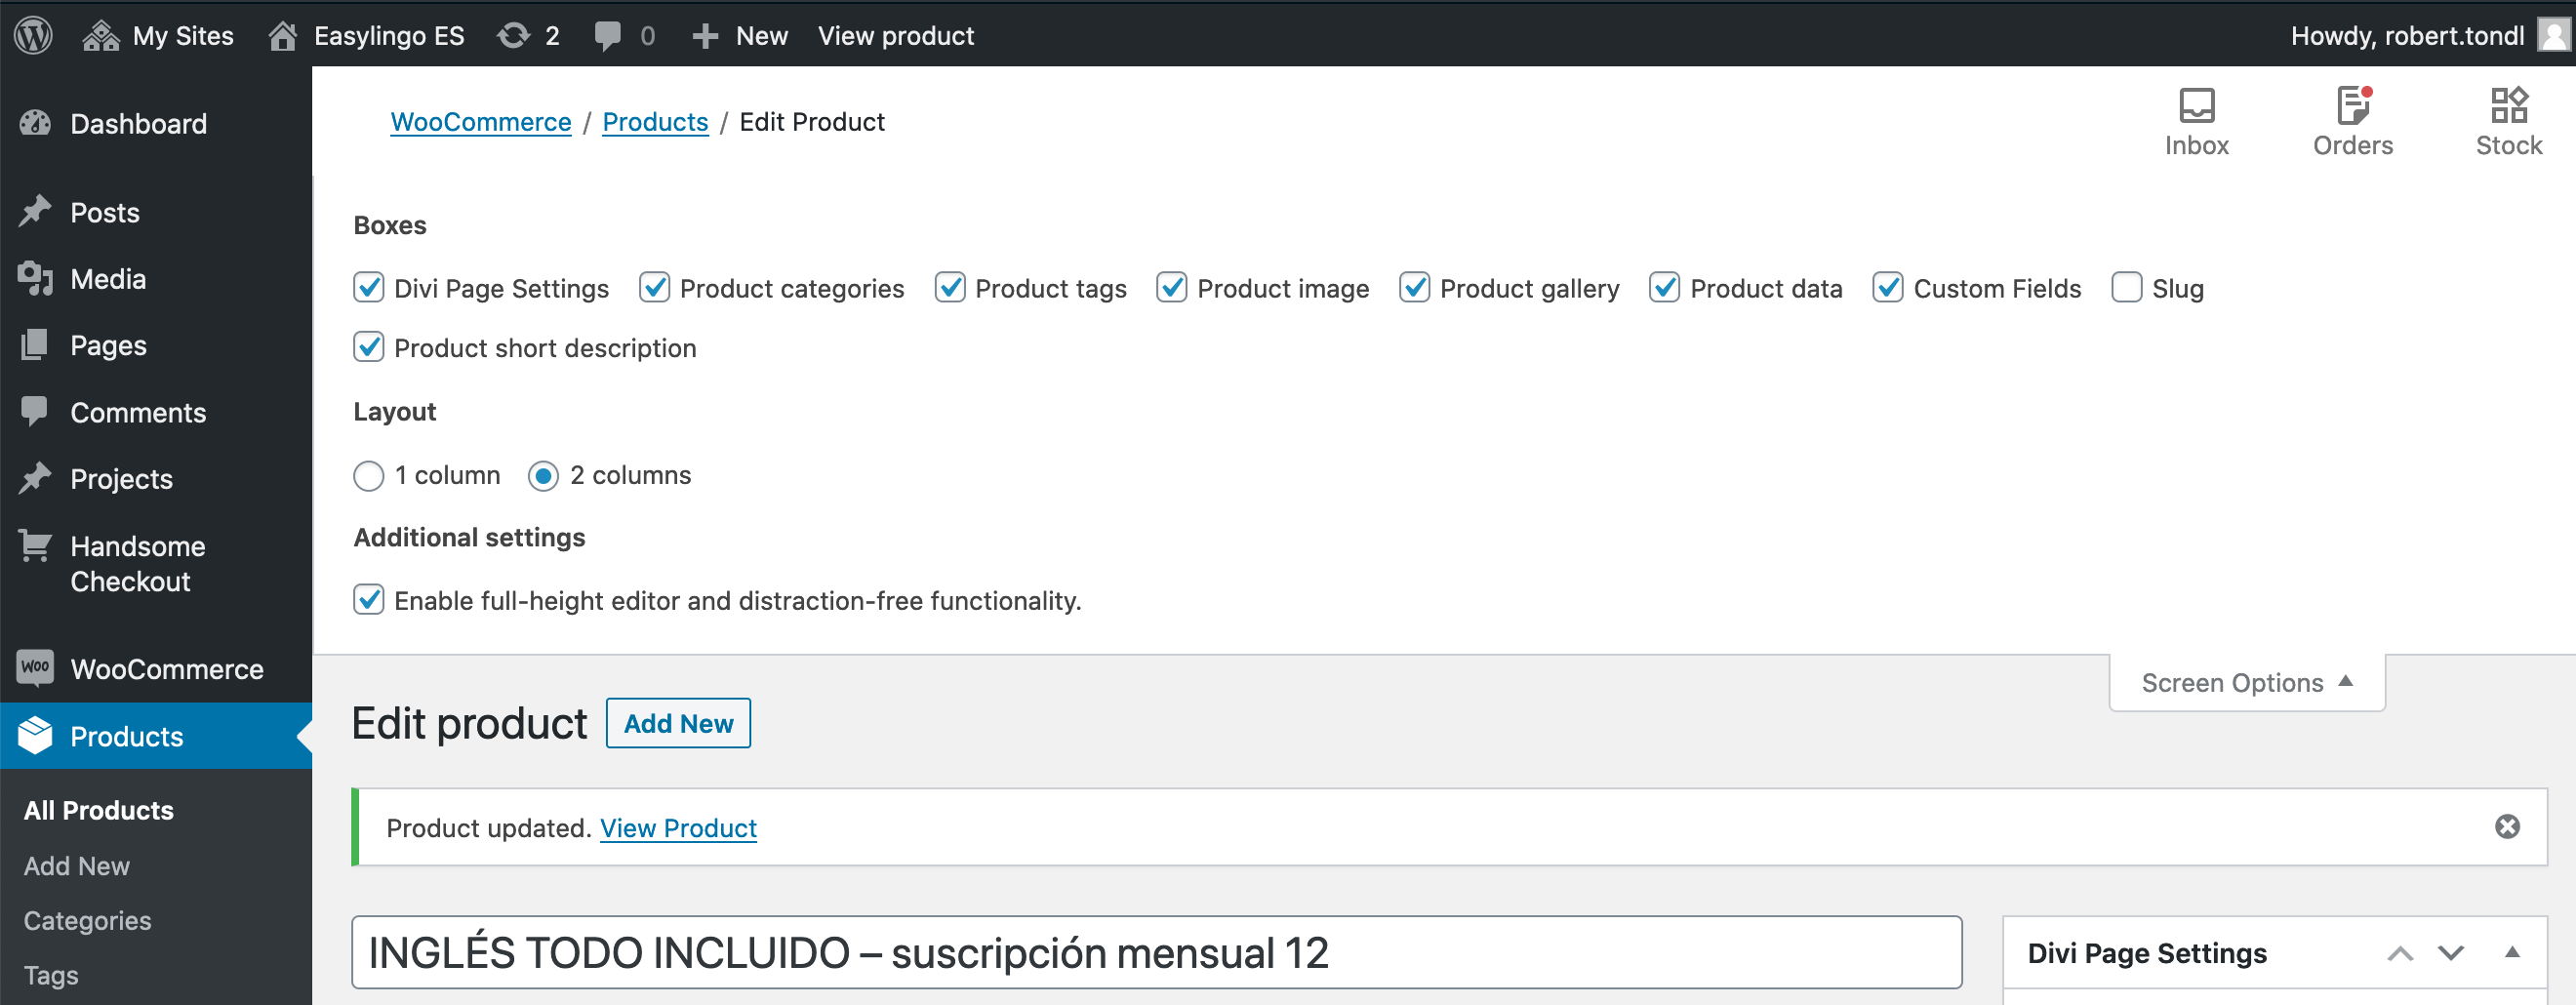 My Sites Easylingo ES 2 0 New View product Howdy, robert.tondl
Dashboard
Posts
Media
Pages
Comments
Projects
Handsome
Checkout
Woo WooCommerce
Products
All Products
Add New
Categories
Tags
WooCommerce / Products / Edit Product
Inbox Orders Stock
Boxes
Divi Page Settings Product categories Product tags Product image Product gallery Product data Custom Fields Slug
Product short description
Layout
1 column 2 columns
Additional settings
Enable full-height editor and distraction-free functionality.
Screen Options
Edit product Add New
Product updated. View Product
INGLÉS TODO INCLUIDO – suscripción mensual 12
Divi Page Settings